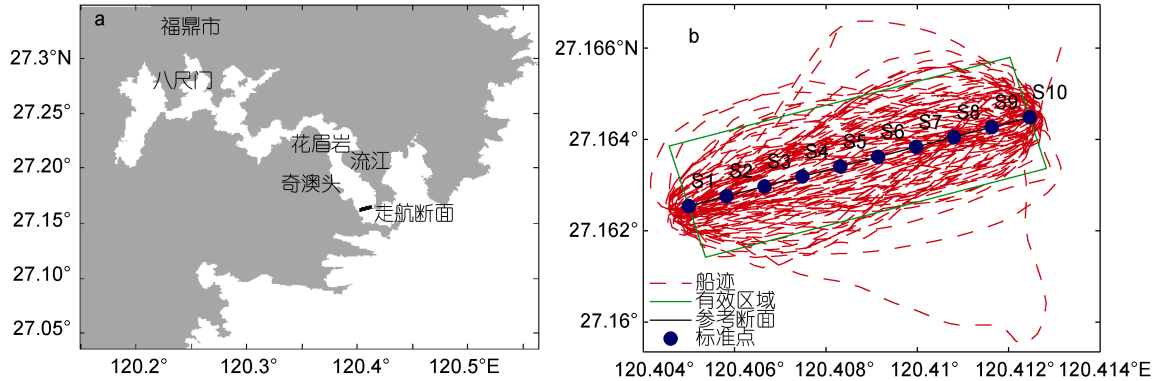 a
福鼎市
八尺门
花眉岩
流江
奇澳头
走航断面
27.3°N
27.25°
27.20°
27.15°
27.10°
27.05°
120.2°
120.3°
120.4°
120.5°E
b
27.166°N
27.164°
27.162°
27.16°
S1
S2
S3
S4
S5
S6
S7
S8
S9
S10
船迹
有效区域
参考断面
标准点
120.404°
120.406°
120.408°
120.41°
120.412°
120.414°E